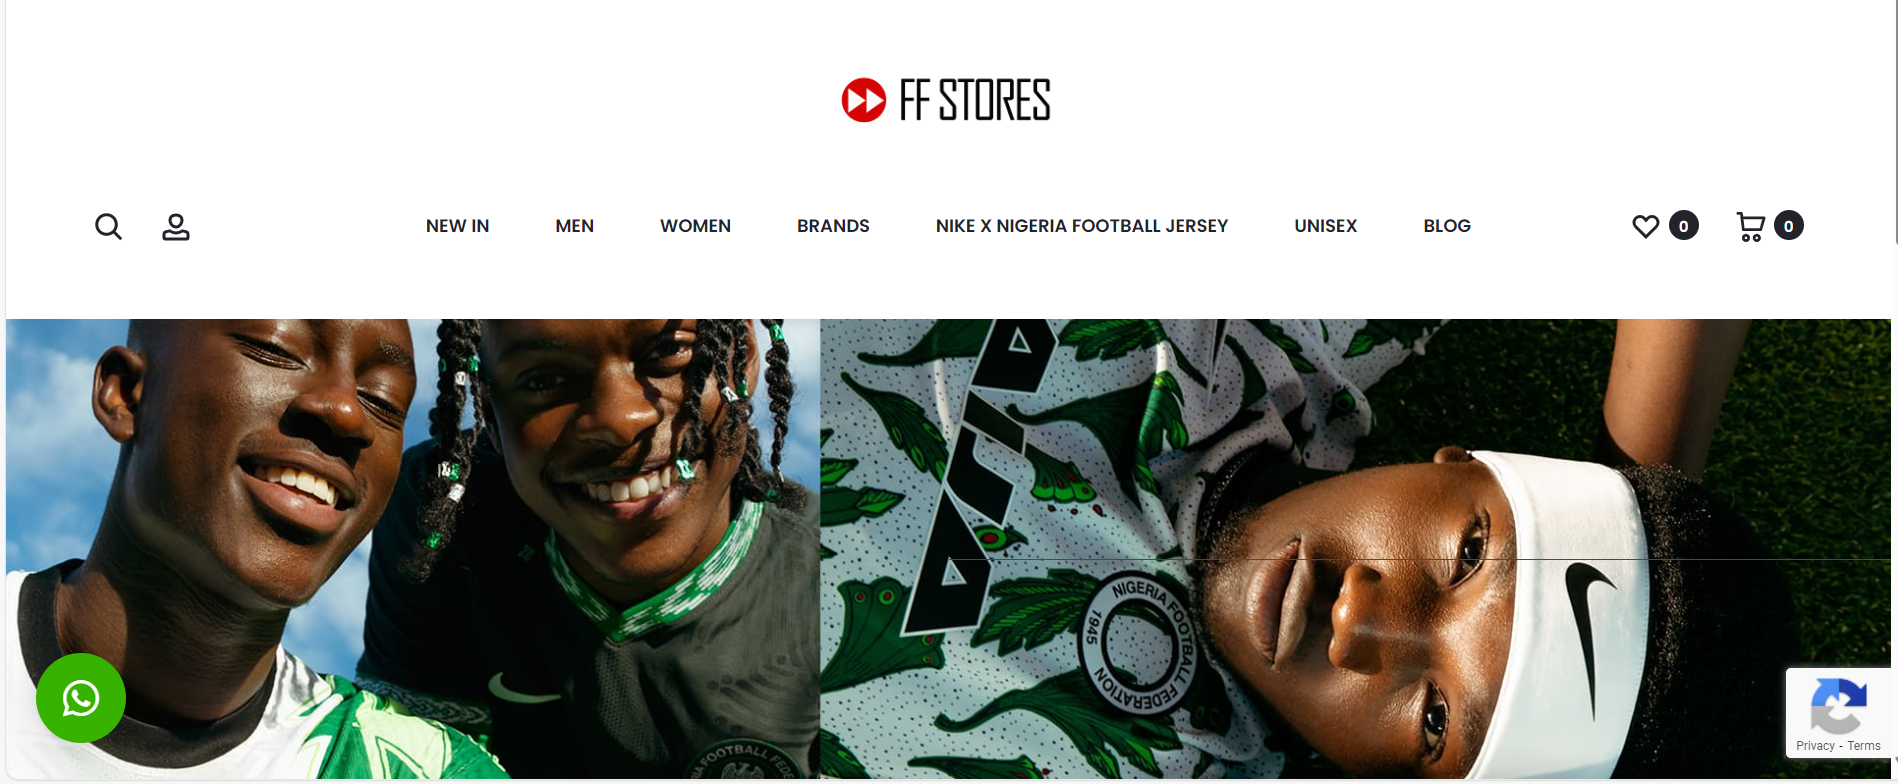 FF STORES
NEW IN
MEN
WOMEN
BRANDS
NIKE X NIGERIA FOOTBALL JERSEY
UNISEX
BLOG
0
0
NIGERIA FOOTBALL FEDERATION
1945
FOOTBALL
Privacy - Terms